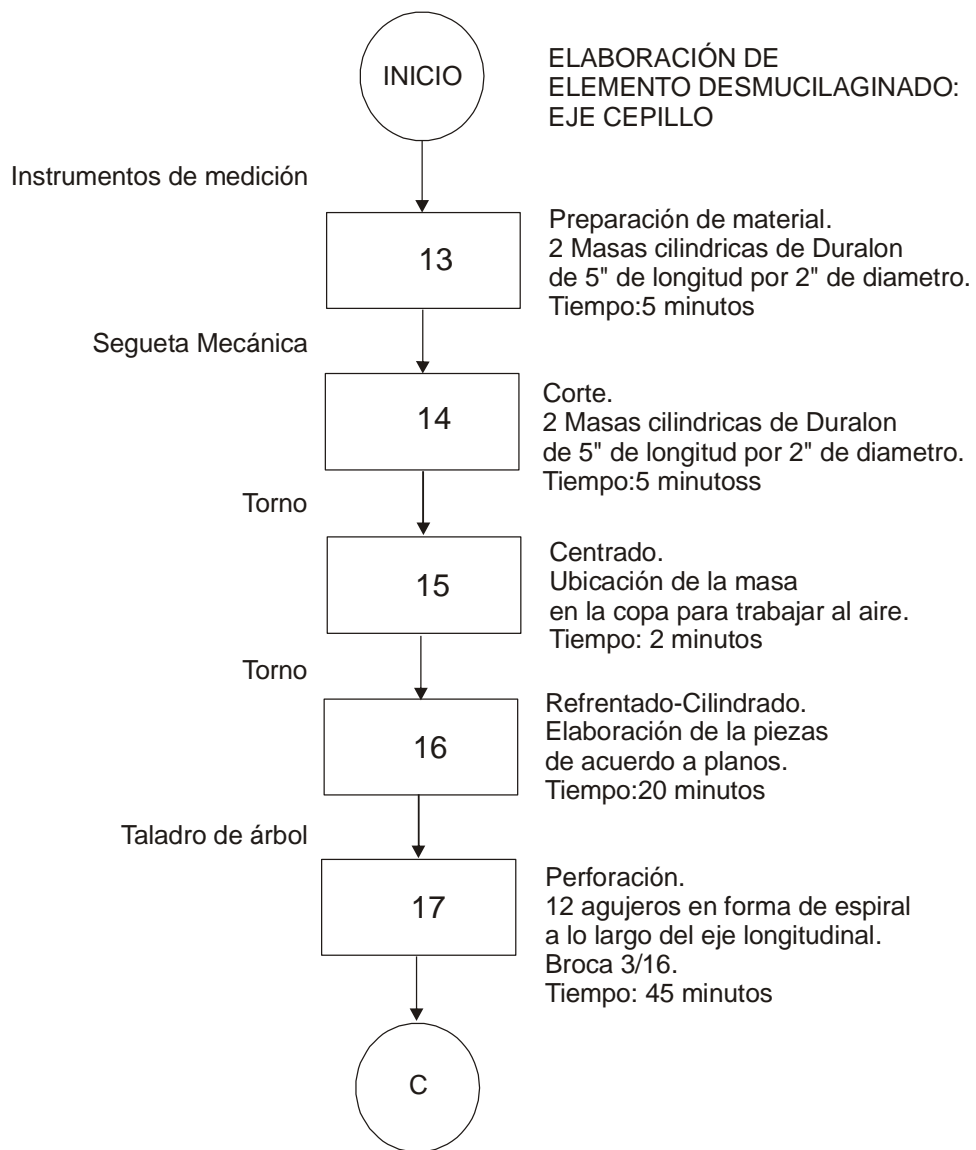 INICIO
ELABORACIÓN DE
ELEMENTO DESMUCILAGINADO:
EJE CEPILLO
Instrumentos de medición
13
Preparación de material.
2 Masas cilindricas de Duralon
de 5" de longitud por 2" de diametro.
Tiempo:5 minutos
Segueta Mecánica
14
Corte.
2 Masas cilindricas de Duralon
de 5" de longitud por 2" de diametro.
Tiempo:5 minutoss
Torno
15
Centrado.
Ubicación de la masa
en la copa para trabajar al aire.
Tiempo: 2 minutos
Torno
16
Refrentado-Cilindrado.
Elaboración de la piezas
de acuerdo a planos.
Tiempo:20 minutos
Taladro de árbol
17
Perforación.
12 agujeros en forma de espiral
a lo largo del eje longitudinal.
Broca 3/16.
Tiempo: 45 minutos
C